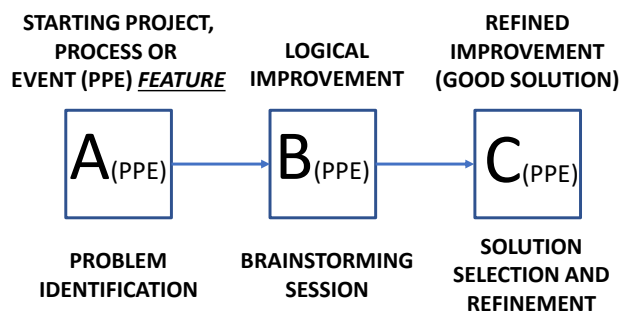 STARTING PROJECT,
PROCESS OR
EVENT (PPE) FEATURE
LOGICAL
IMPROVEMENT
REFINED
IMPROVEMENT
(GOOD SOLUTION)
A(PPE)
B(PPE)
C(PPE)
PROBLEM
IDENTIFICATION
BRAINSTORMING
SESSION
SOLUTION
SELECTION AND
REFINEMENT